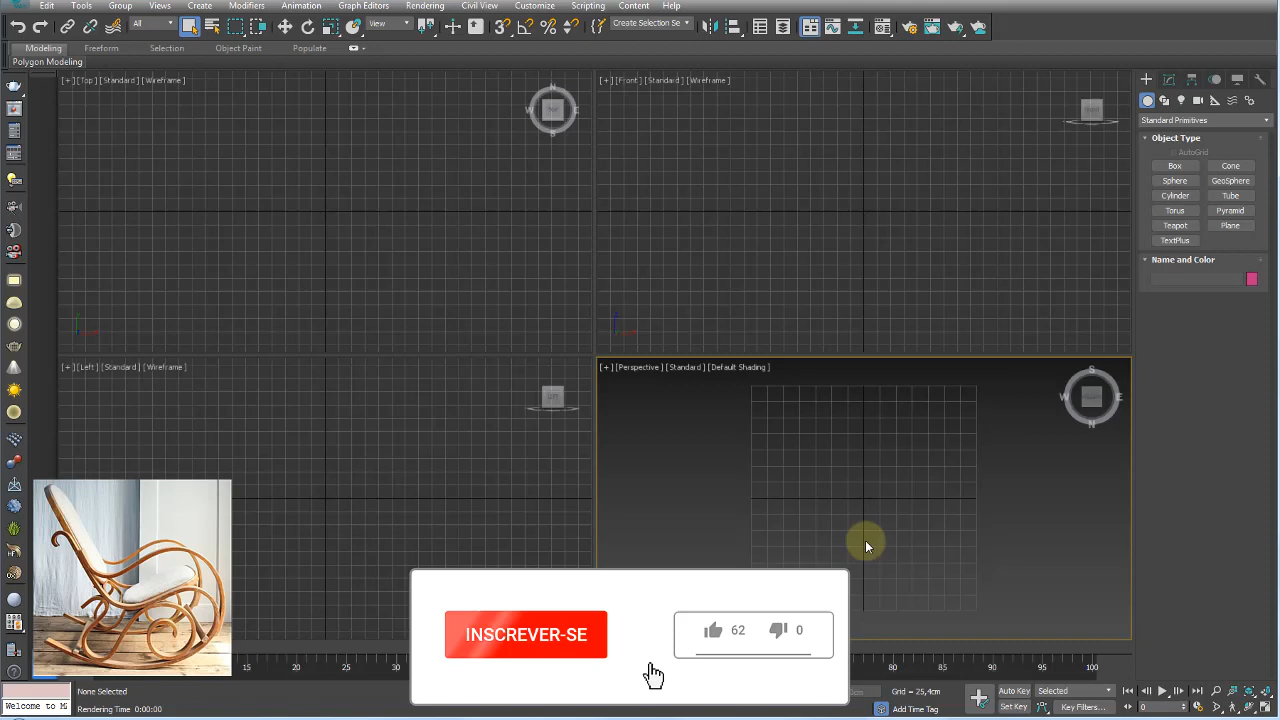 Edit Tools Group Views Create Modifiers Animation Graph Editors Rendering Civil View Customize Scripting Content Help
All View Create Selection Se
Modeling Freeform Selection Object Paint Populate
Polygon Modeling
[+] [Top ] [Standard ] [Wireframe ]
[+] [Front ] [Standard ] [Wireframe ]
N
W TOP E
S
Standard Primitives
Object Type
AutoGrid
Box Cone
Sphere GeoSphere
Cylinder Tube
Torus Pyramid
Teapot Plane
TextPlus
Name and Color
[+] [Left ] [Standard ] [Wireframe ]
[+] [Perspective ] [Standard ] [Default Shading ]
S
W E
N
INSCREVER-SE
62 0
15 20 25 30 75 80 85 90 95 100
None Selected
Grid = 25,4cm
Auto Key Selected
Welcome to M
Rendering Time 0:00:00
Add Time Tag
Set Key Key Filters...
0